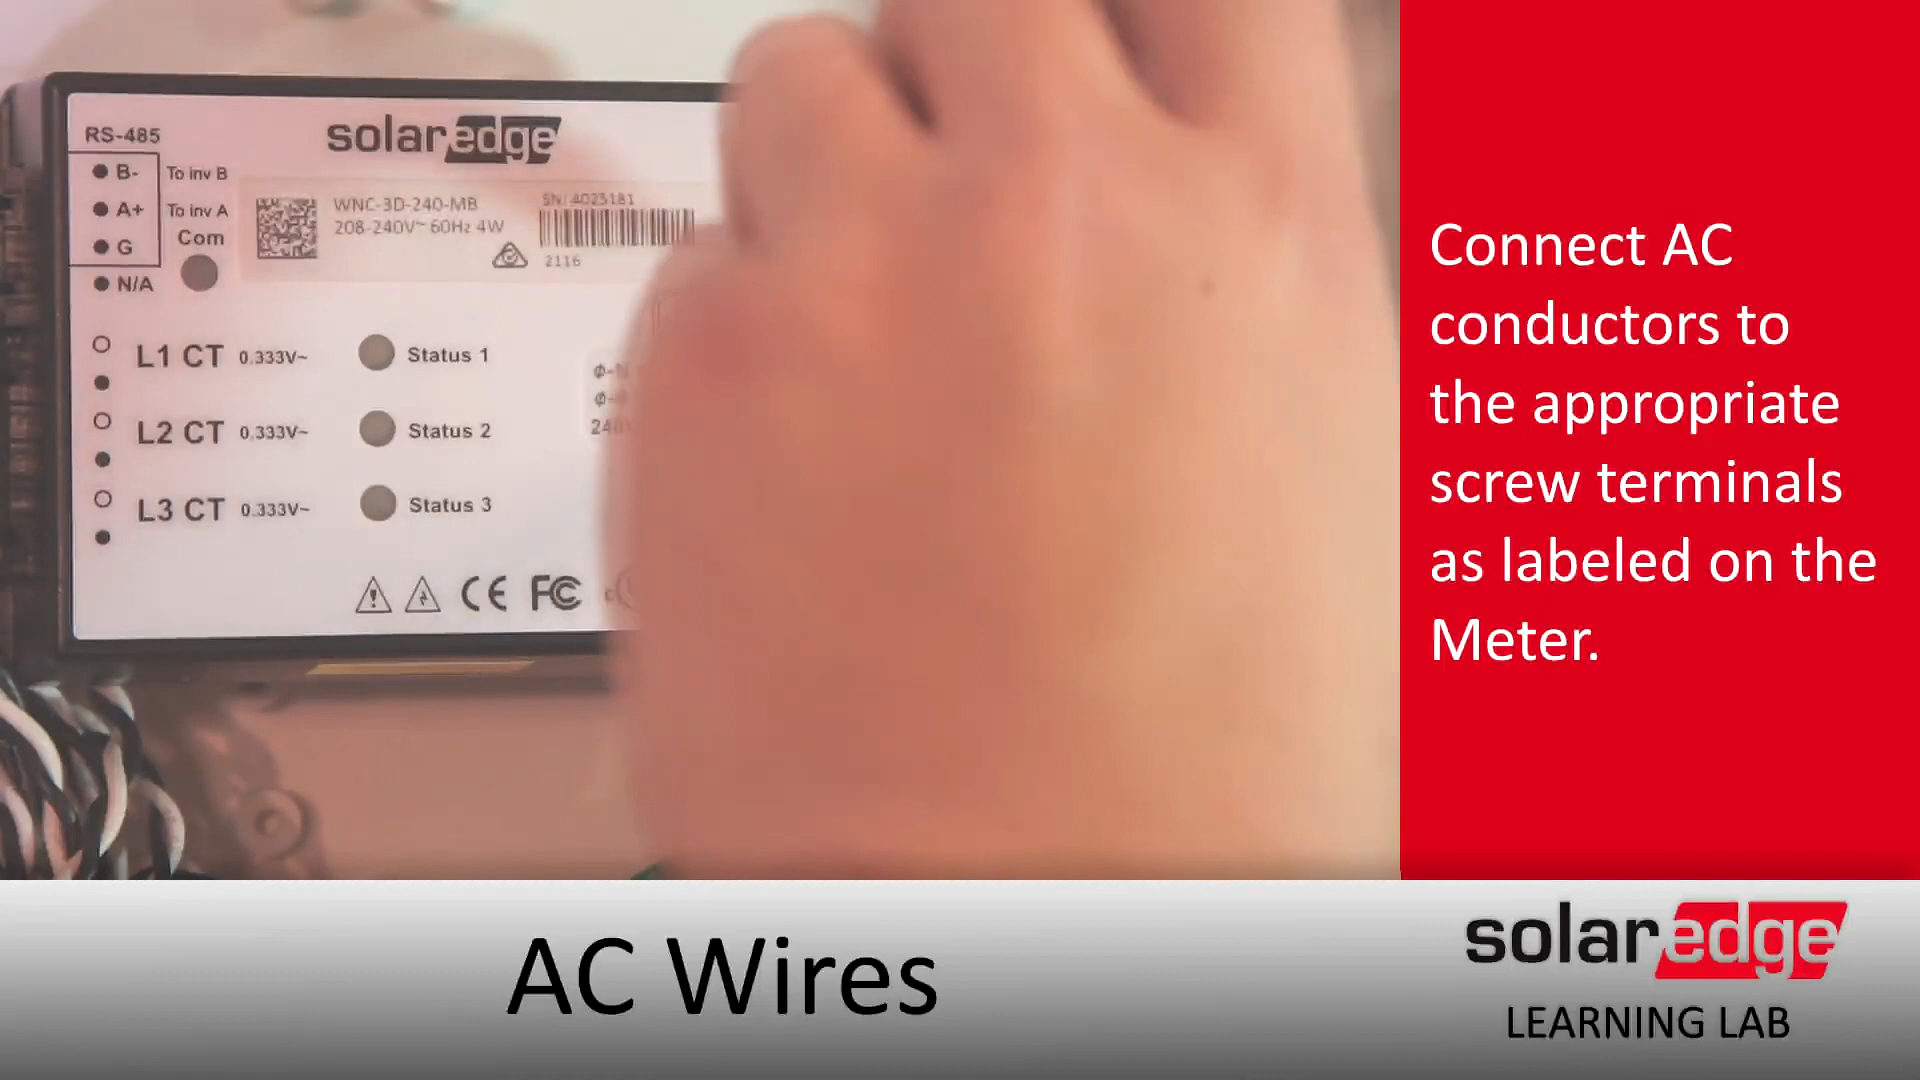 RS-485
B-
To inv B
A+
To inv A
G
Com
N/A
solaredge
WNC-3D-240-MB
208-240V~ 60Hz 4W
SN: 4023181
2116
L1 CT 0.333V~
Status 1
L2 CT 0.333V~
Status 2
L3 CT 0.333V~
Status 3
CE FC
Connect AC
conductors to
the appropriate
screw terminals
as labeled on the
Meter.
AC Wires
solaredge
LEARNING LAB